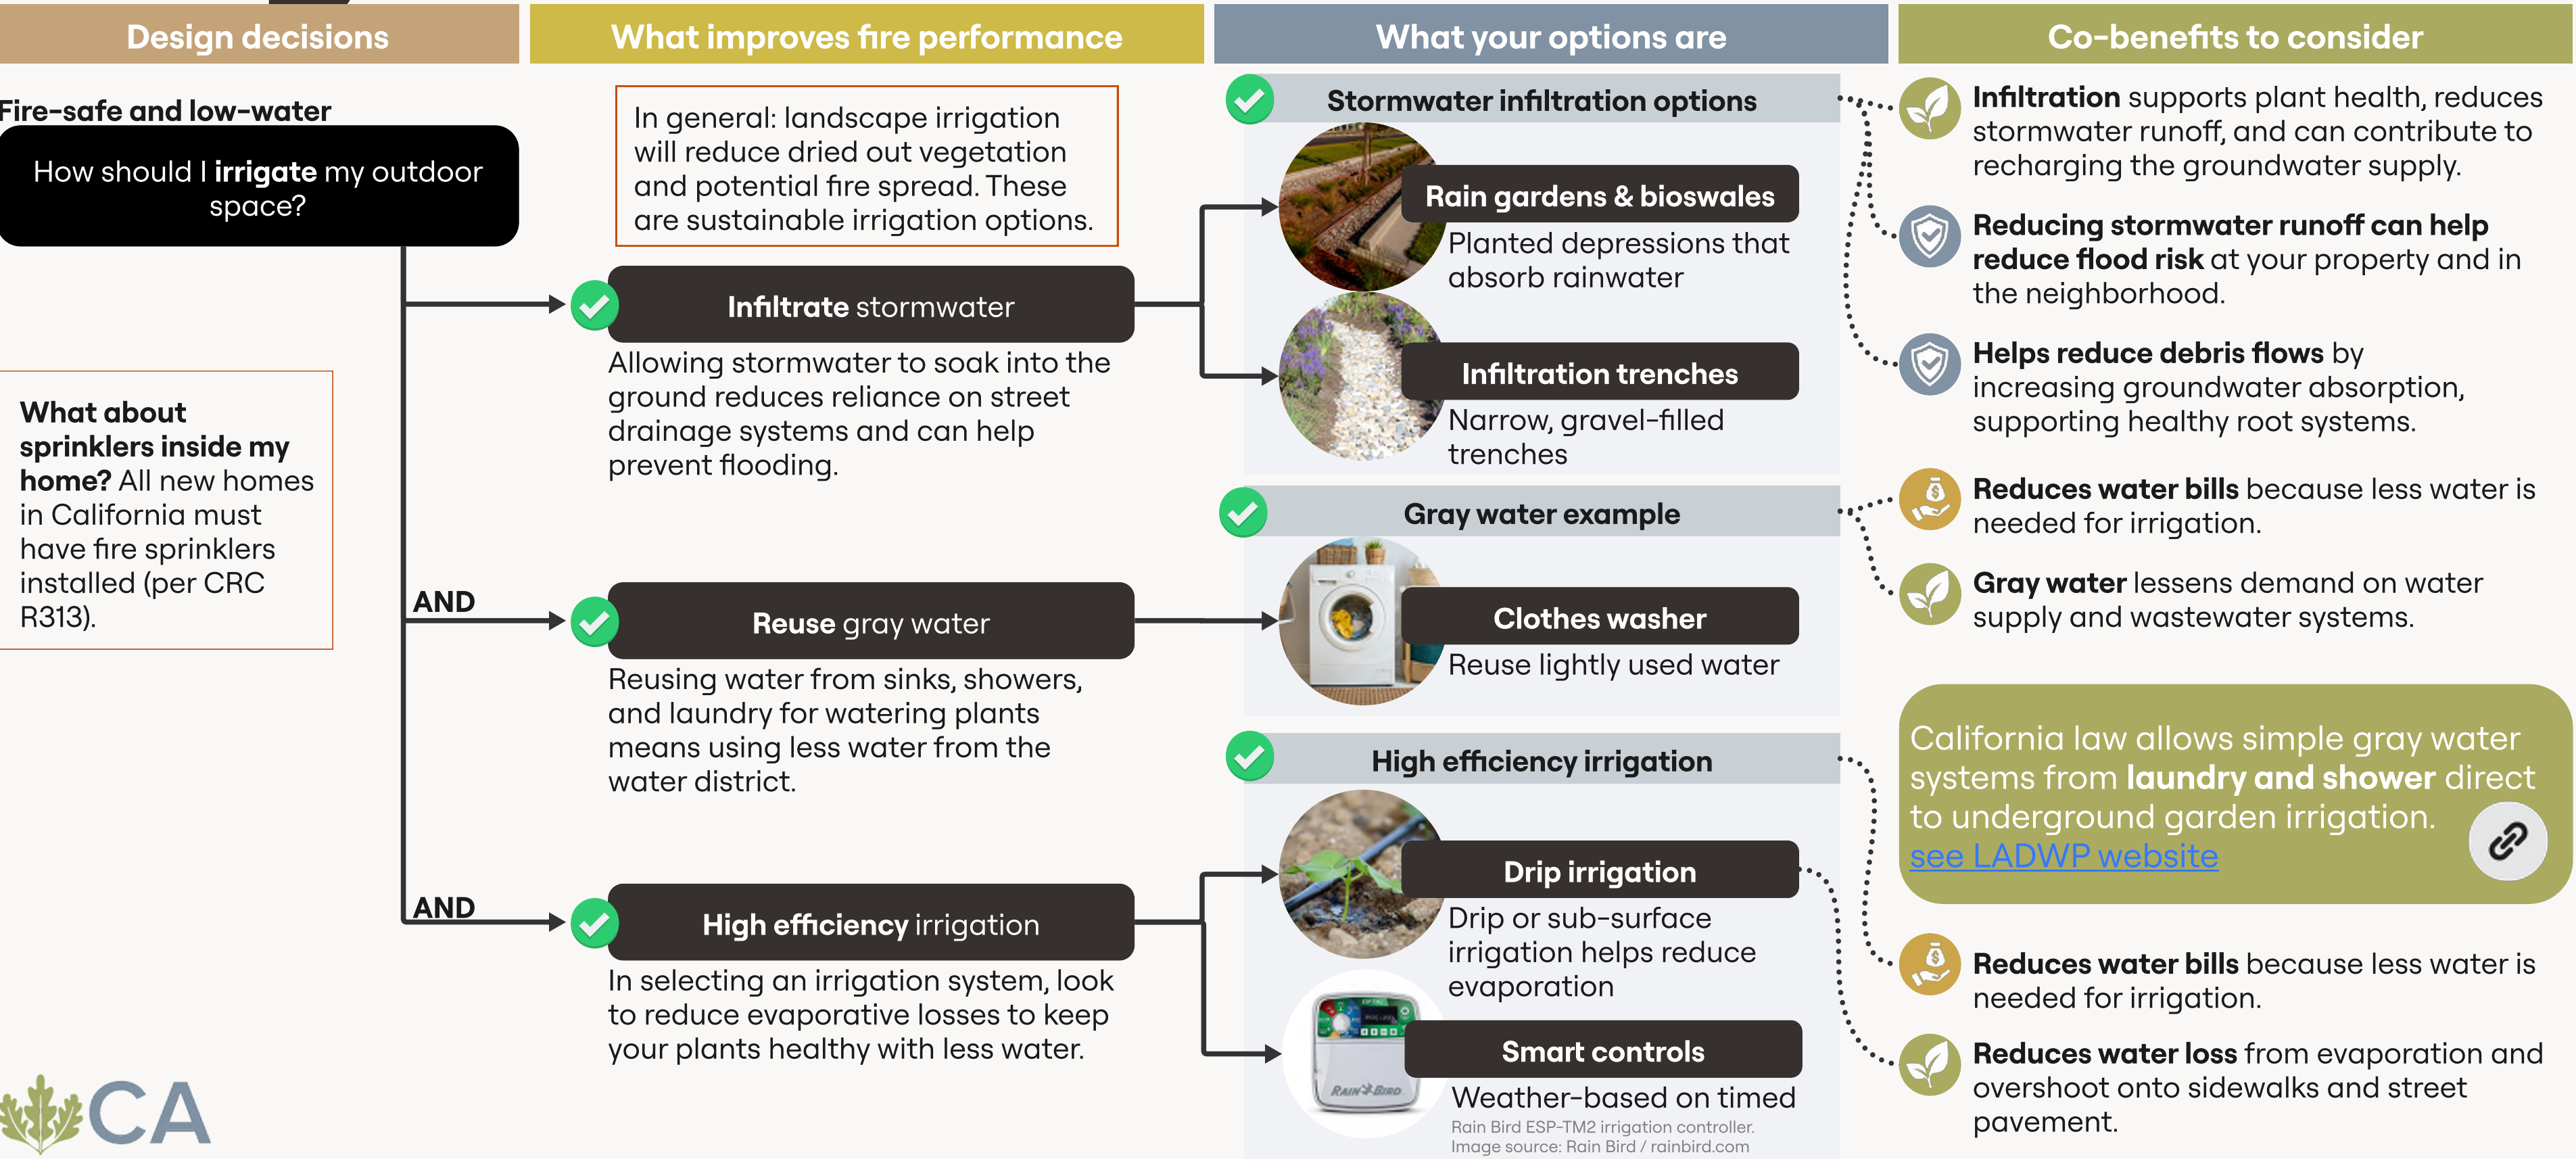 Design decisions
What improves fire performance
What your options are
Co-benefits to consider
Fire-safe and low-water
How should I irrigate my outdoor
space?
What about
sprinklers inside my
home? All new homes
in California must
have fire sprinklers
installed (per CRC
R313).
In general: landscape irrigation
will reduce dried out vegetation
and potential fire spread. These
are sustainable irrigation options.
Infiltrate stormwater
Allowing stormwater to soak into the
ground reduces reliance on street
drainage systems and can help
prevent flooding.
AND
Reuse gray water
Reusing water from sinks, showers,
and laundry for watering plants
means using less water from the
water district.
AND
High efficiency irrigation
In selecting an irrigation system, look
to reduce evaporative losses to keep
your plants healthy with less water.
Stormwater infiltration options
Rain gardens & bioswales
Planted depressions that
absorb rainwater
Infiltration trenches
Narrow, gravel-filled
trenches
Gray water example
Clothes washer
Reuse lightly used water
High efficiency irrigation
Drip irrigation
Drip or sub-surface
irrigation helps reduce
evaporation
Smart controls
RAIN BIRD
Weather-based on timed
Rain Bird ESP-TM2 irrigation controller.
Image source: Rain Bird / rainbird.com
Infiltration supports plant health, reduces
stormwater runoff, and can contribute to
recharging the groundwater supply.
Reducing stormwater runoff can help
reduce flood risk at your property and in
the neighborhood.
Helps reduce debris flows by
increasing groundwater absorption,
supporting healthy root systems.
Reduces water bills because less water is
needed for irrigation.
Gray water lessens demand on water
supply and wastewater systems.
California law allows simple gray water
systems from laundry and shower direct
to underground garden irrigation.
see LADWP website
Reduces water bills because less water is
needed for irrigation.
Reduces water loss from evaporation and
overshoot onto sidewalks and street
pavement.
CA